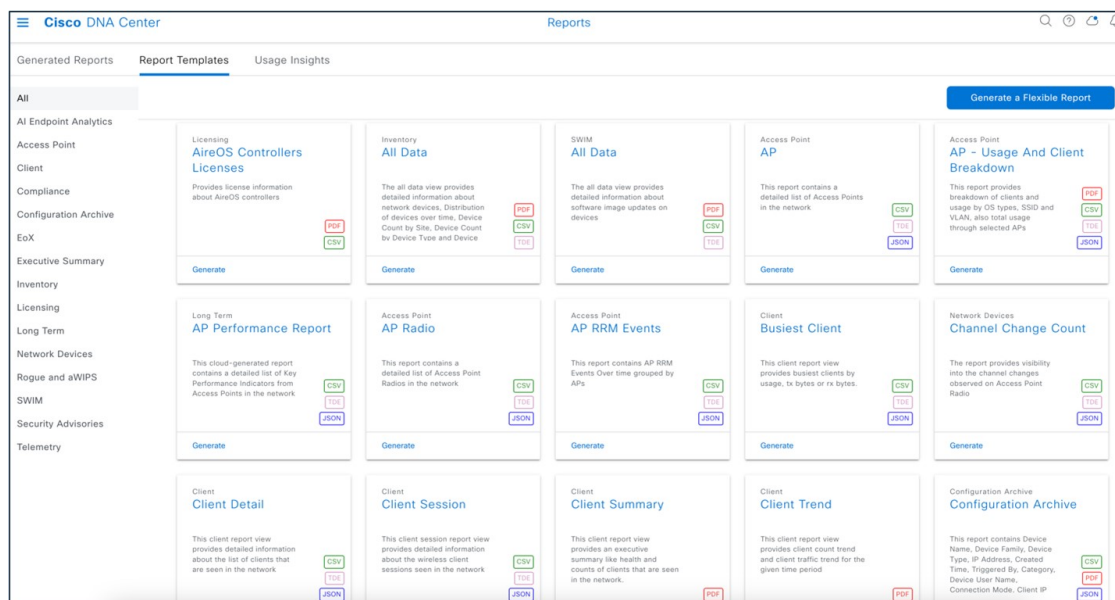 Cisco DNA Center
Reports
Generated Reports
Report Templates
Usage Insights
All
AI Endpoint Analytics
Access Point
Client
Compliance
Configuration Archive
EoX
Executive Summary
Inventory
Licensing
Long Term
Network Devices
Rogue and aWIPS
SWIM
Security Advisories
Telemetry
Generate a Flexible Report
Licensing
AireOS Controllers
Licenses
Provides license information
about AireOS controllers
PDF
CSV
Generate
Inventory
All Data
The all data view provides
detailed information about
network devices, Distribution
of devices over time, Device
Count by Site, Device Count
by Device Type and Device
PDF
CSV
TDE
Generate
SWIM
All Data
The all data view provides
detailed information about
software image updates on
devices
PDF
CSV
TDE
Generate
Access Point
AP
This report contains a
detailed list of Access Points
in the network
CSV
TDE
JSON
Generate
Access Point
AP - Usage And Client
Breakdown
This report provides
breakdown of clients and
usage by OS types, SSID and
VLAN, also total usage
through selected APs
PDF
CSV
TDE
JSON
Generate
Long Term
AP Performance Report
This cloud-generated report
contains a detailed list of Key
Performance Indicators from
Access Points in the network
CSV
TDE
JSON
Generate
Access Point
AP Radio
This report contains a
detailed list of Access Point
Radios in the network
CSV
TDE
JSON
Generate
Access Point
AP RRM Events
This report contains AP RRM
Events Over time grouped by
APs
CSV
TDE
JSON
Generate
Client
Busiest Client
This client report view
provides busiest clients by
usage, tx bytes or rx bytes.
CSV
TDE
JSON
Generate
Network Devices
Channel Change Count
The report provides visibility
into the channel changes
observed on Access Point
Radio
CSV
TDE
JSON
Generate
Client
Client Detail
This client report view
provides detailed information
about the list of clients that
are seen in the network
CSV
TDE
JSON
Client
Client Session
This client session report view
provides detailed information
about the wireless client
sessions seen in the network
CSV
TDE
JSON
Client
Client Summary
This client report view
provides an executive
summary like health and
counts of clients that are seen
in the network.
PDF
Client
Client Trend
This client report view
provides client count trend
and client traffic trend for the
given time period
PDF
Configuration Archive
Configuration Archive
This report contains Device
Name, Device Family, Device
Type, IP Address, Created
Time, Triggered By, Category,
Device User Name,
Connection Mode, Client IP
CSV
PDF
JSON